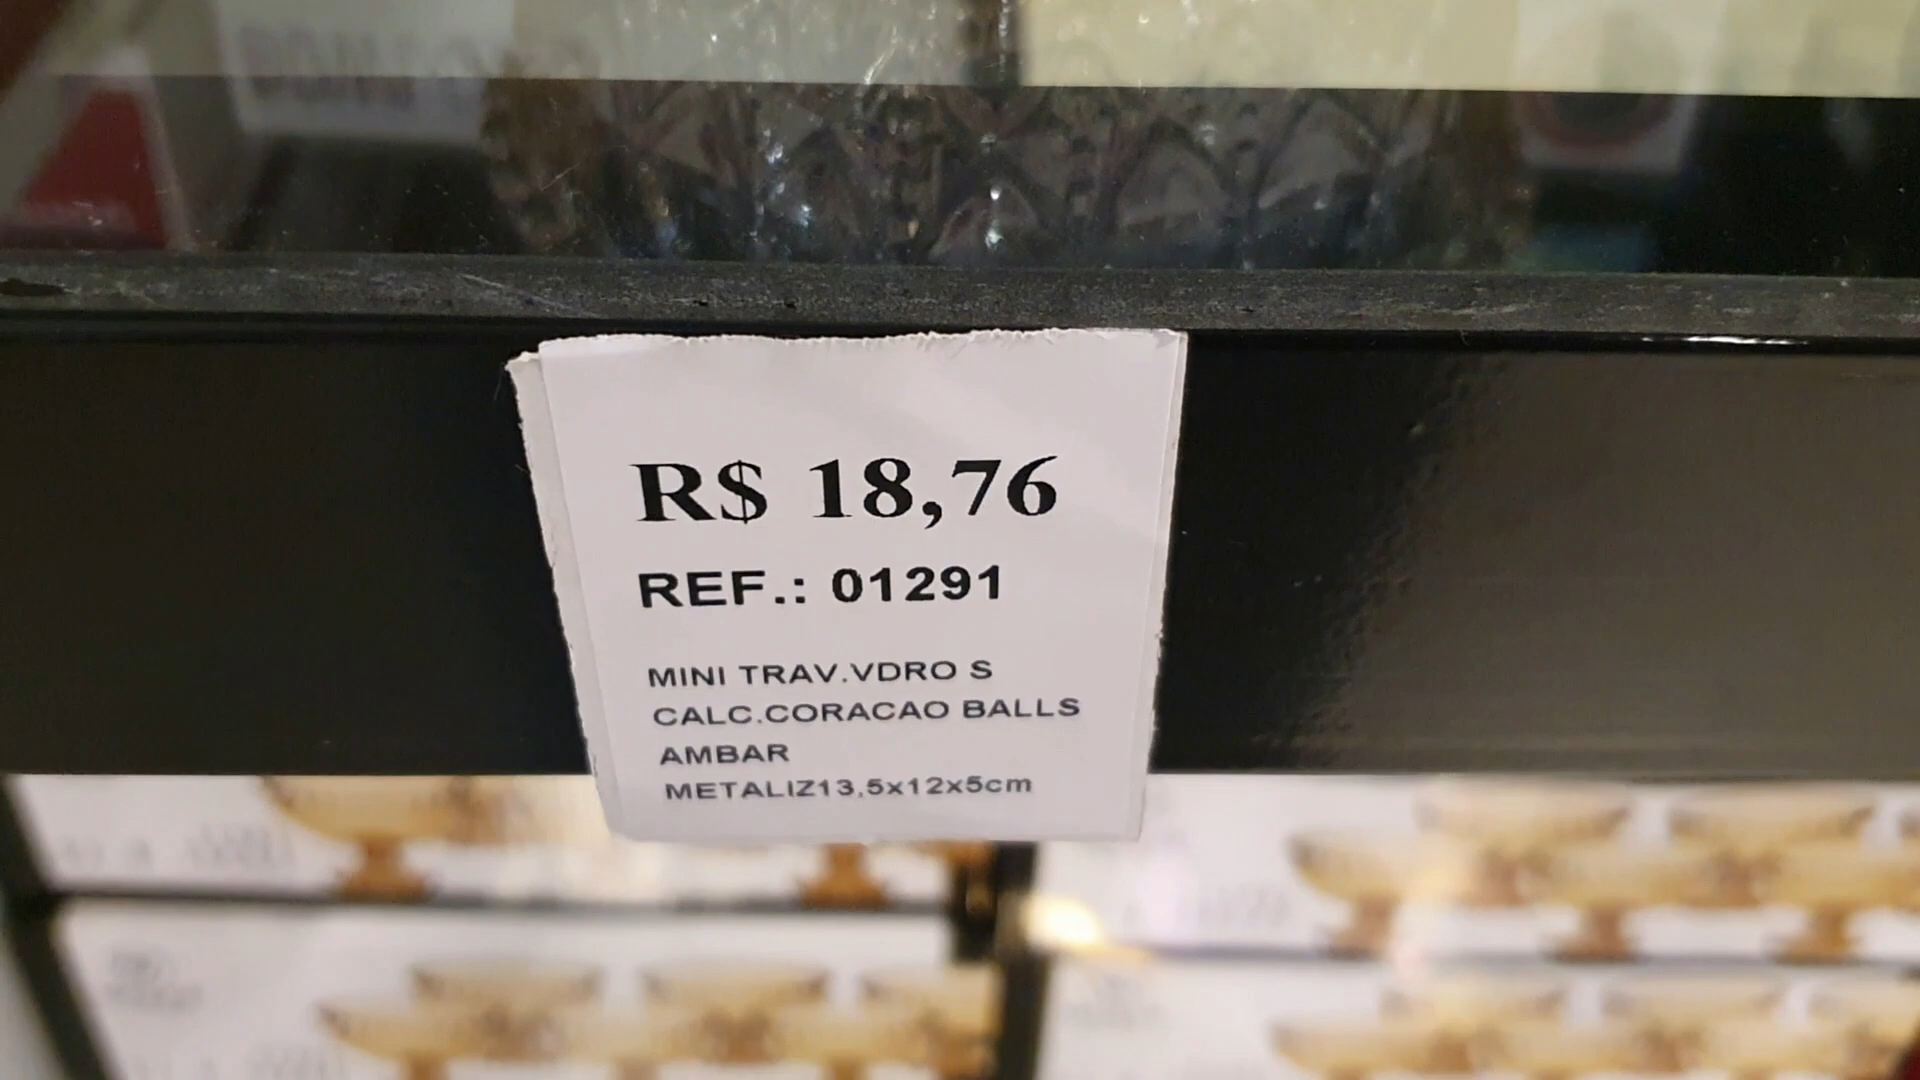 R$ 18,76
REF.: 01291
MINI TRAV.VDRO S
CALC.CORACAO BALLS
AMBAR
METALIZ13,5x12x5cm